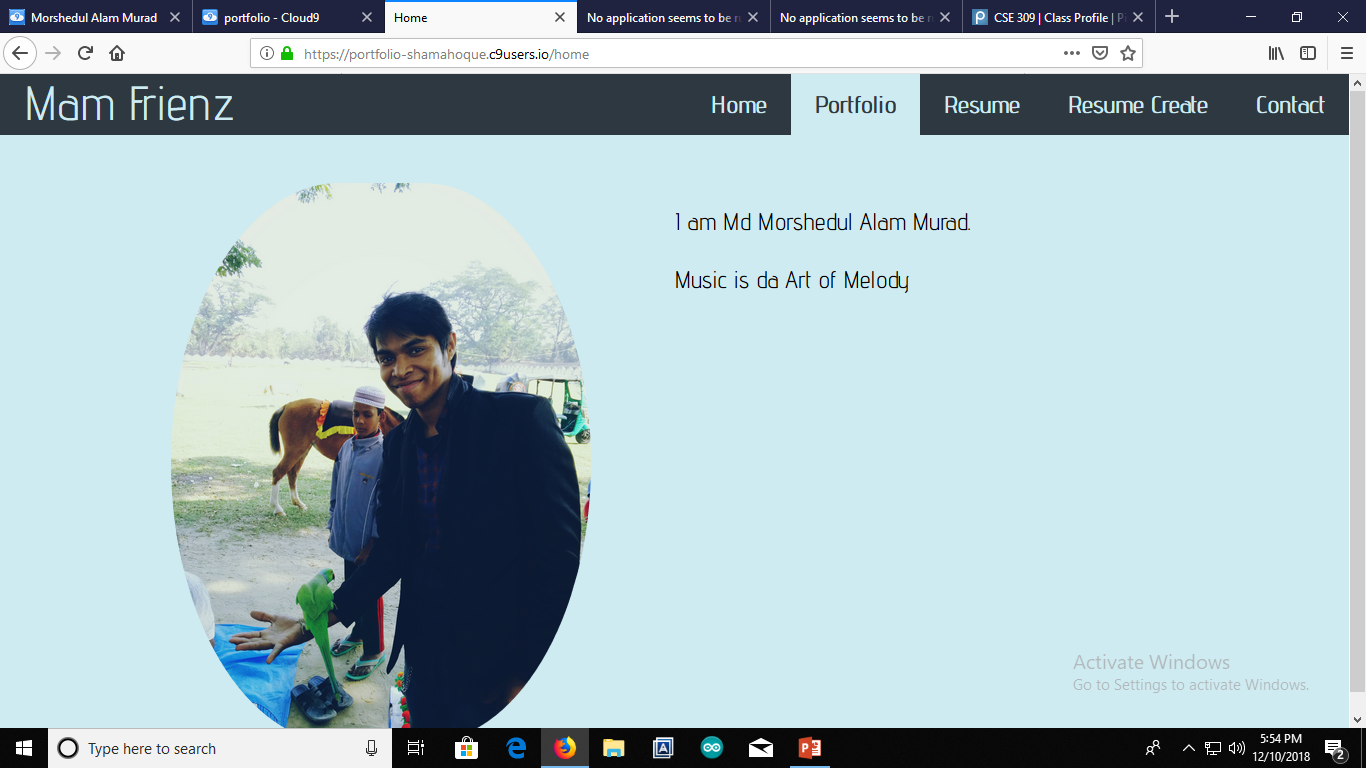 Morshedul Alam Murad
portfolio - Cloud9
Home
No application seems to be
No application seems to be
CSE 309 | Class Profile |
https://portfolio-shamahoque.c9users.io/home
Mam Frienz
Home
Portfolio
Resume
Resume Create
Contact
I am Md Morshedul Alam Murad.
Music is da Art of Melody
Activate Windows
Go to Settings to activate Windows.
Type here to search
5:54 PM
12/10/2018
2